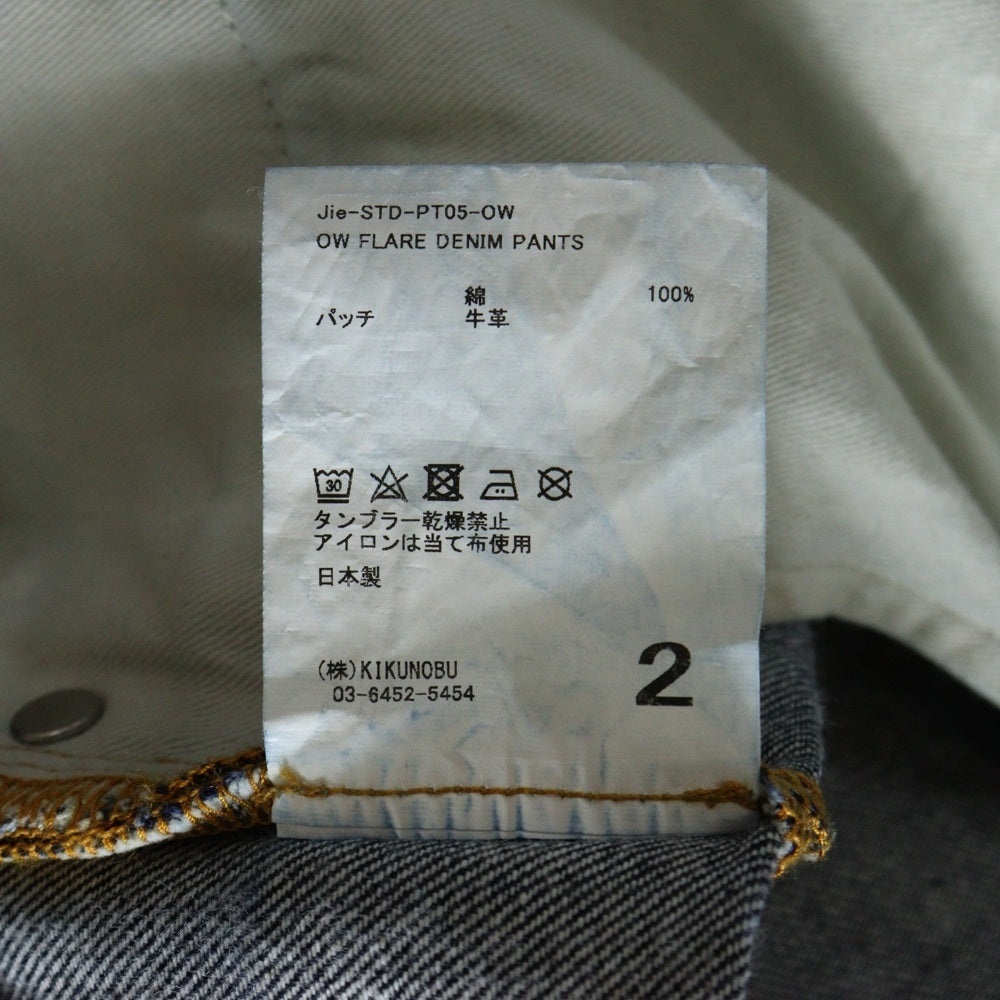 Jie-STD-PT05-OW
OW FLARE DENIM PANTS
綿 100%
パッチ 牛革
30
タンブラー乾燥禁止
アイロンは当て布使用
日本製
(株)KIKUNOBU
03-6452-5454
2